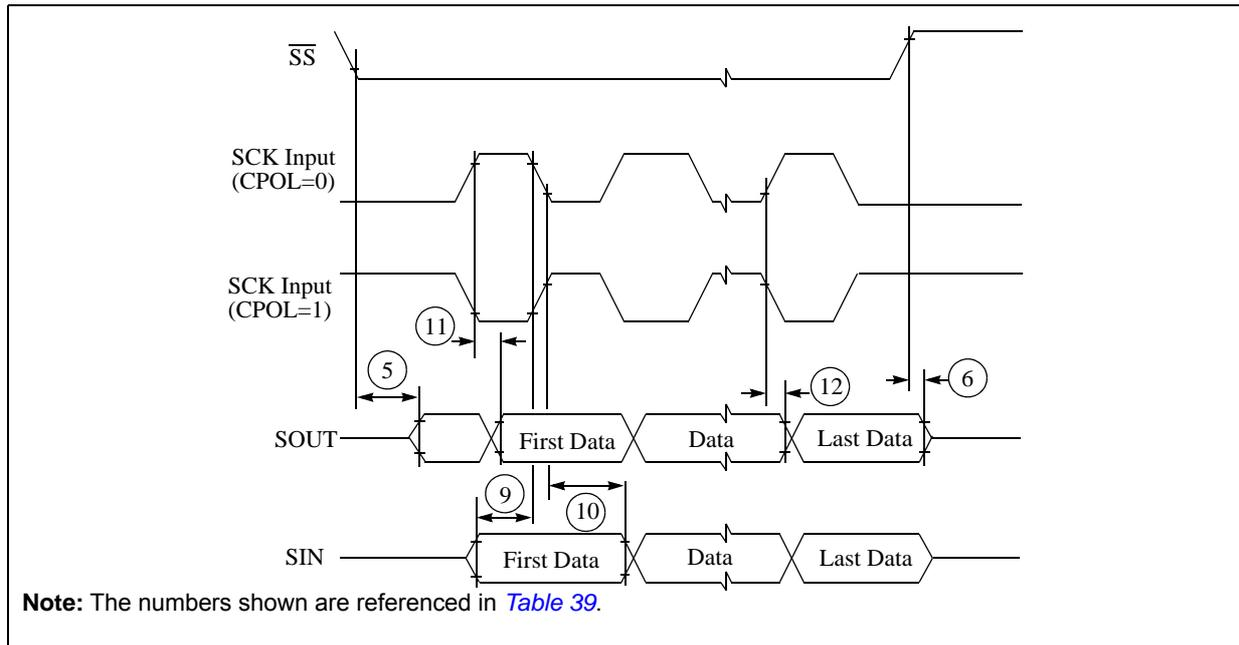 SS
SCK Input
(CPOL=0)
SCK Input
(CPOL=1)
11
5
12
6
SOUT
First Data
Data
Last Data
9
10
SIN
First Data
Data
Last Data
Note: The numbers shown are referenced in Table 39.